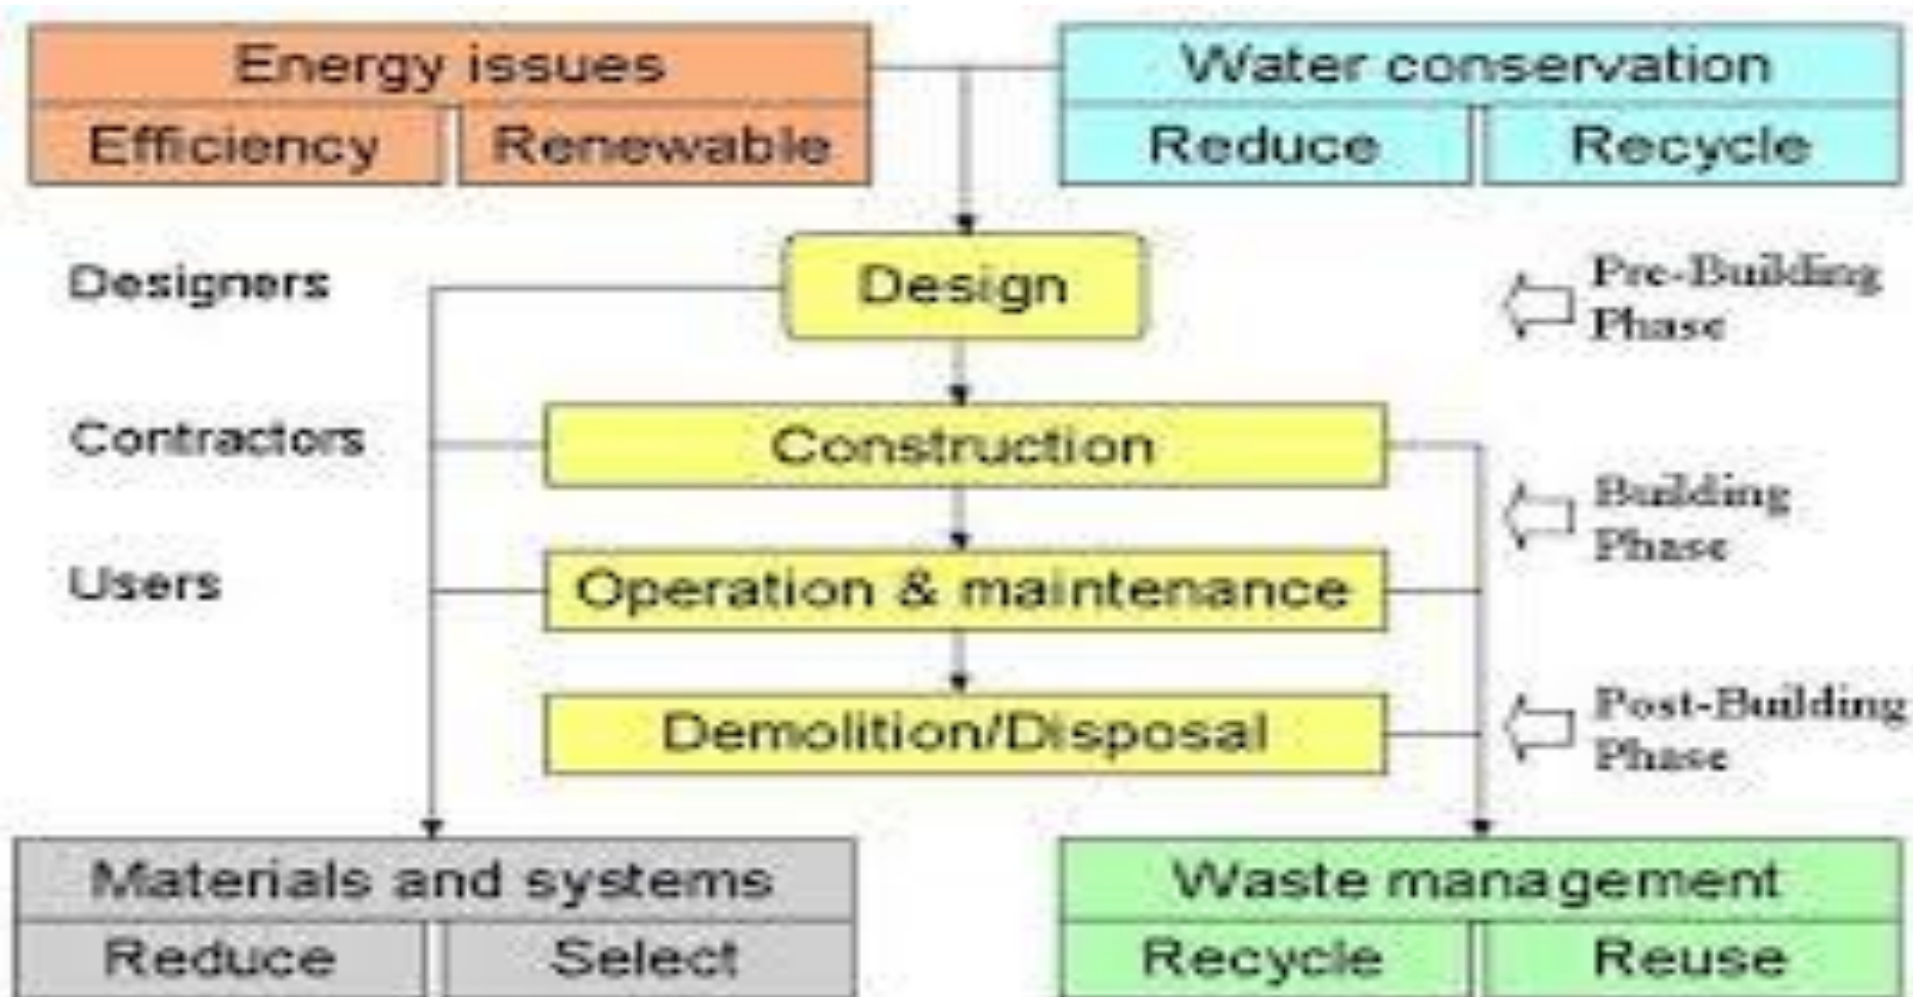 Energy issues
Efficiency
Renewable
Water conservation
Reduce
Recycle
Designers
Design
Pre-Building
Phase
Contractors
Construction
Building
Phase
Users
Operation & maintenance
Demolition/Disposal
Post-Building
Phase
Materials and systems
Reduce
Select
Waste management
Recycle
Reuse